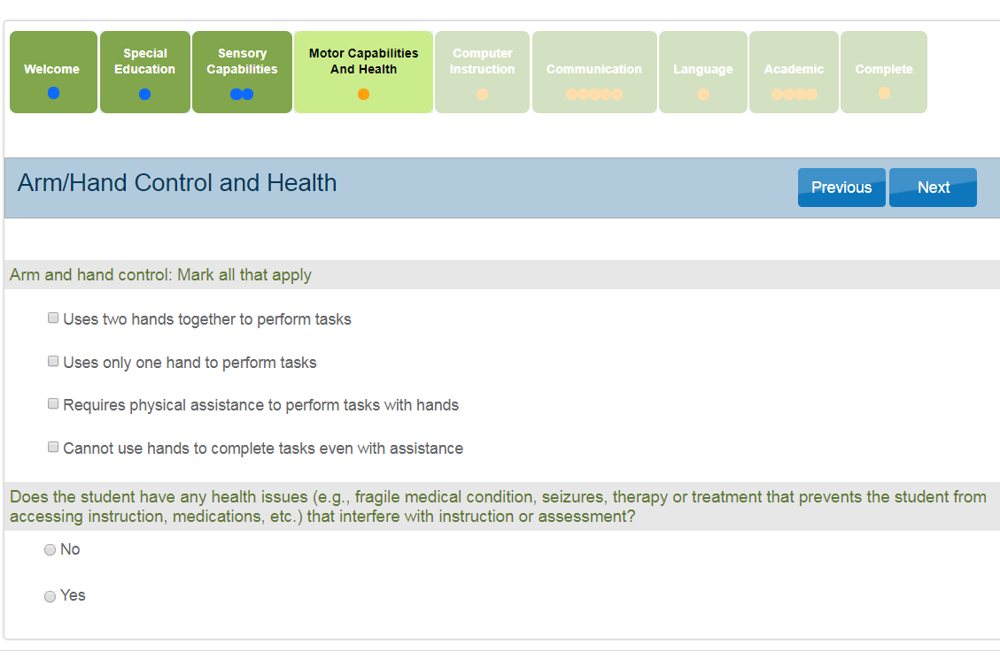 Welcome
Special
Education
Sensory
Capabilities
Motor Capabilities
And Health
Computer
Instruction
Communication
Language
Academic
Complete
Arm/Hand Control and Health
Previous
Next
Arm and hand control: Mark all that apply
Uses two hands together to perform tasks
Uses only one hand to perform tasks
Requires physical assistance to perform tasks with hands
Cannot use hands to complete tasks even with assistance
Does the student have any health issues (e.g., fragile medical condition, seizures, therapy or treatment that prevents the student from
accessing instruction, medications, etc.) that interfere with instruction or assessment?
No
Yes